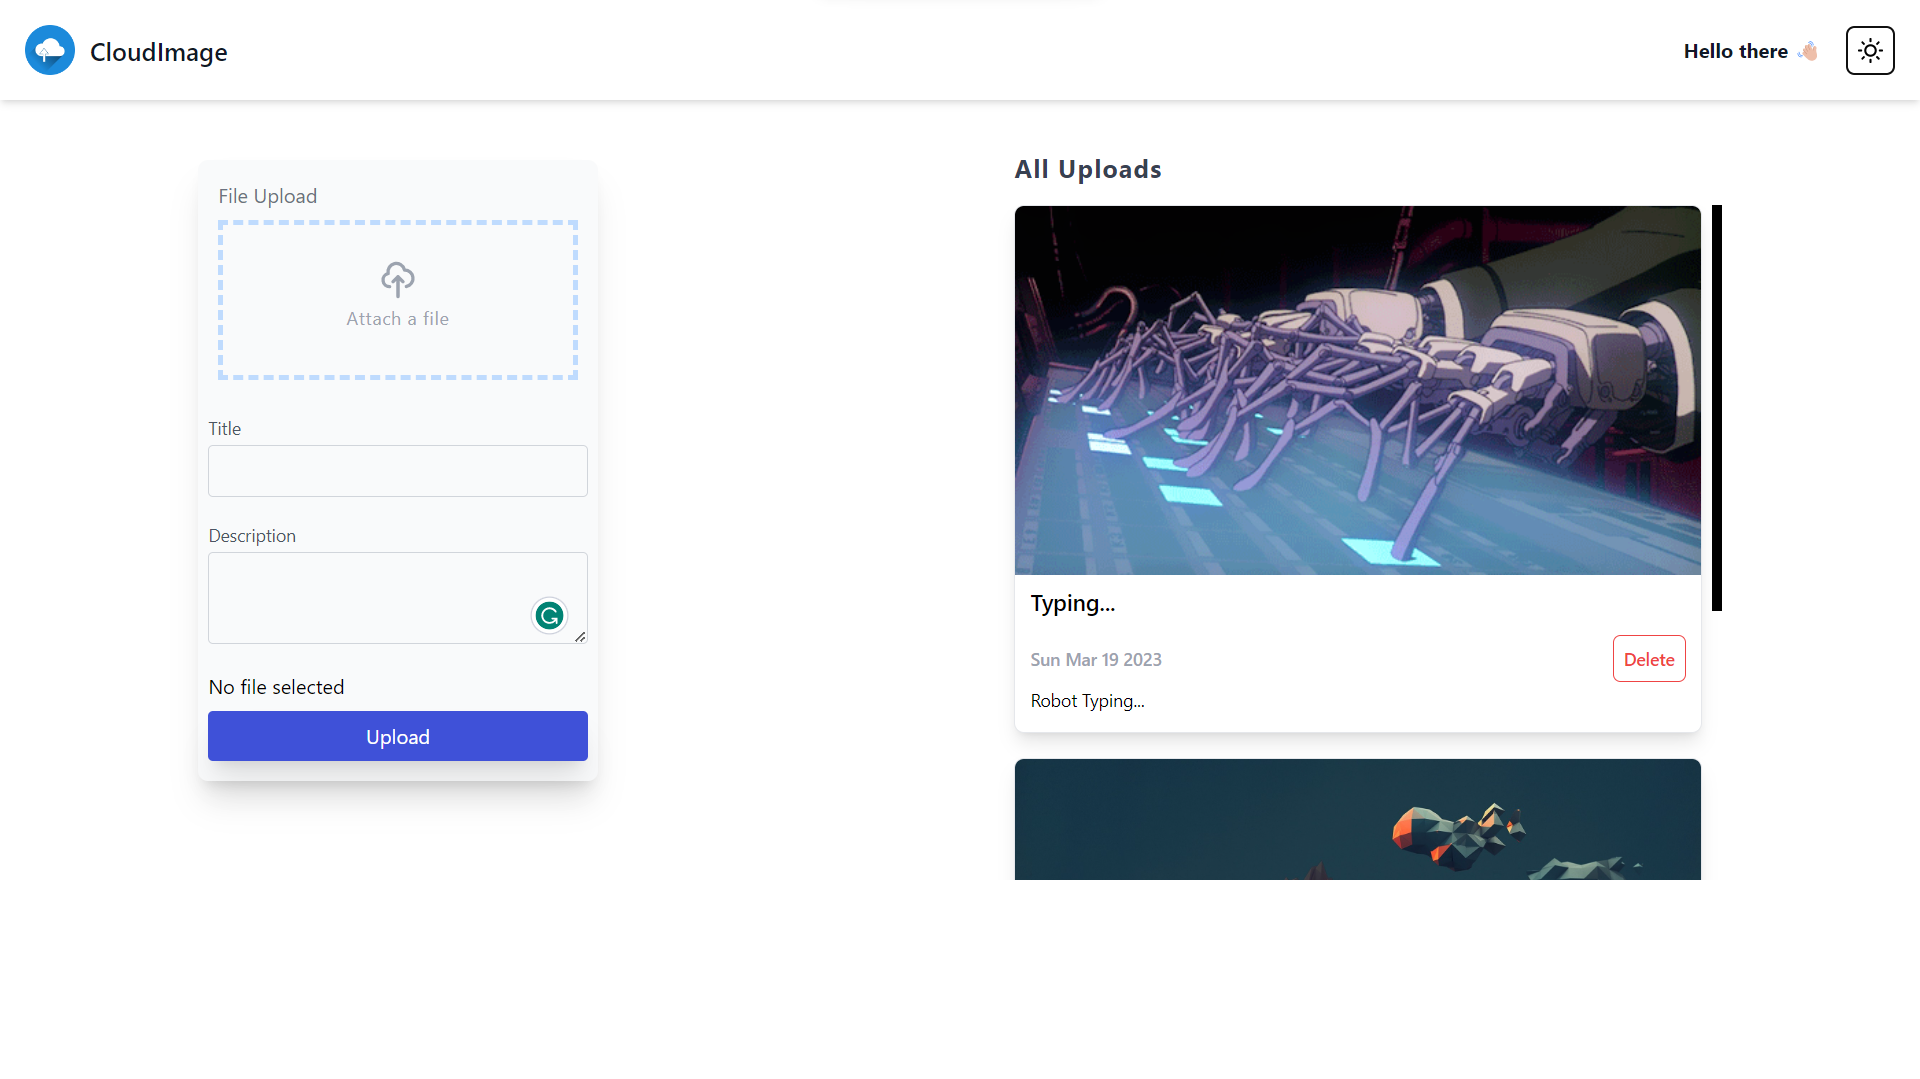 CloudImage
Hello there 👋🏻
File Upload
Attach a file
Title
Description
No file selected
Upload
All Uploads
Typing...
Sun Mar 19 2023
Delete
Robot Typing...